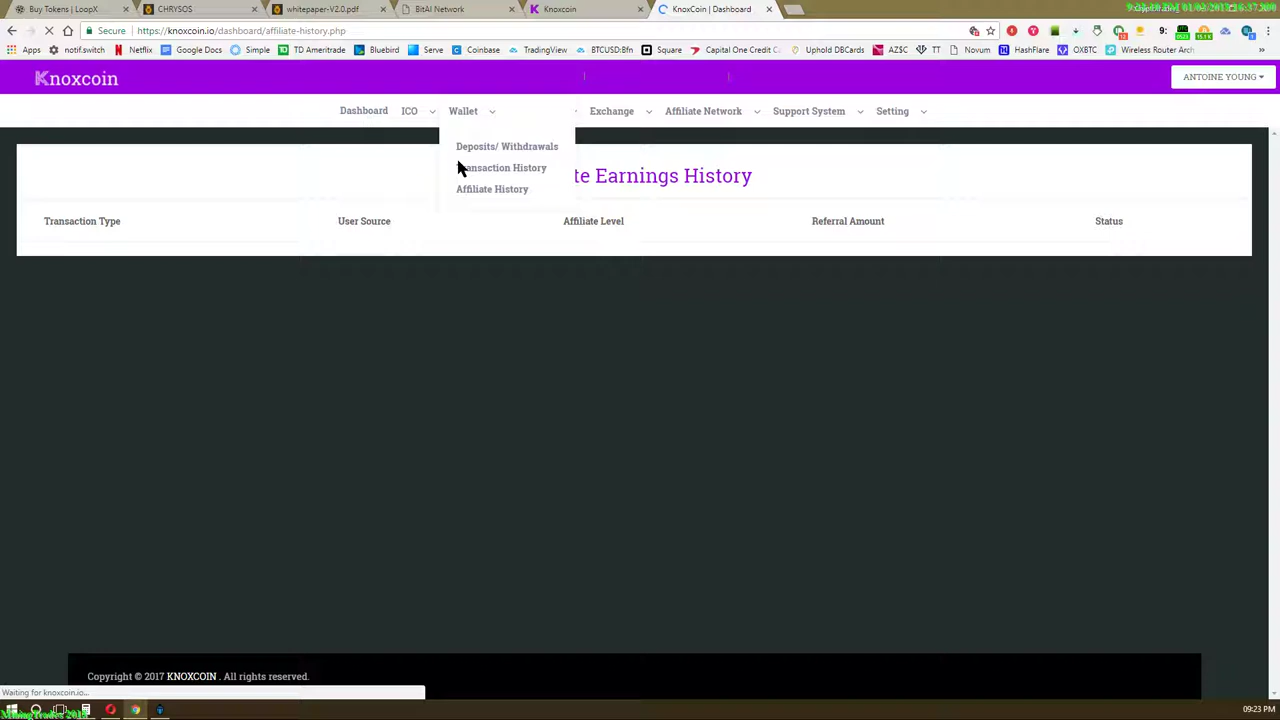 Buy Tokens | LoopX
CHRYSOS
whitepaper-V2.0.pdf
BitAI Network
Knoxcoin
KnoxCoin | Dashboard
Secure
https://knoxcoin.io/dashboard/affiliate-history.php
Apps
notif.switch
Netflix
Google Docs
Simple
TD Ameritrade
Bluebird
Serve
Coinbase
TradingView
BTCUSD:Bfn
Square
Capital One Credit C
Uphold DBCards
AZ$C
TT
Novum
HashFlare
OXBTC
Wireless Router Arch
Knoxcoin
ANTOINE YOUNG
Dashboard
ICO
Wallet
Exchange
Affiliate Network
Support System
Setting
Deposits/ Withdrawals
ansaction History
Affiliate History
te Earnings History
Transaction Type
User Source
Affiliate Level
Referral Amount
Status
Copyright © 2017 KNOXCOIN . All rights reserved.
Waiting for knoxcoin.io...
09:23 PM